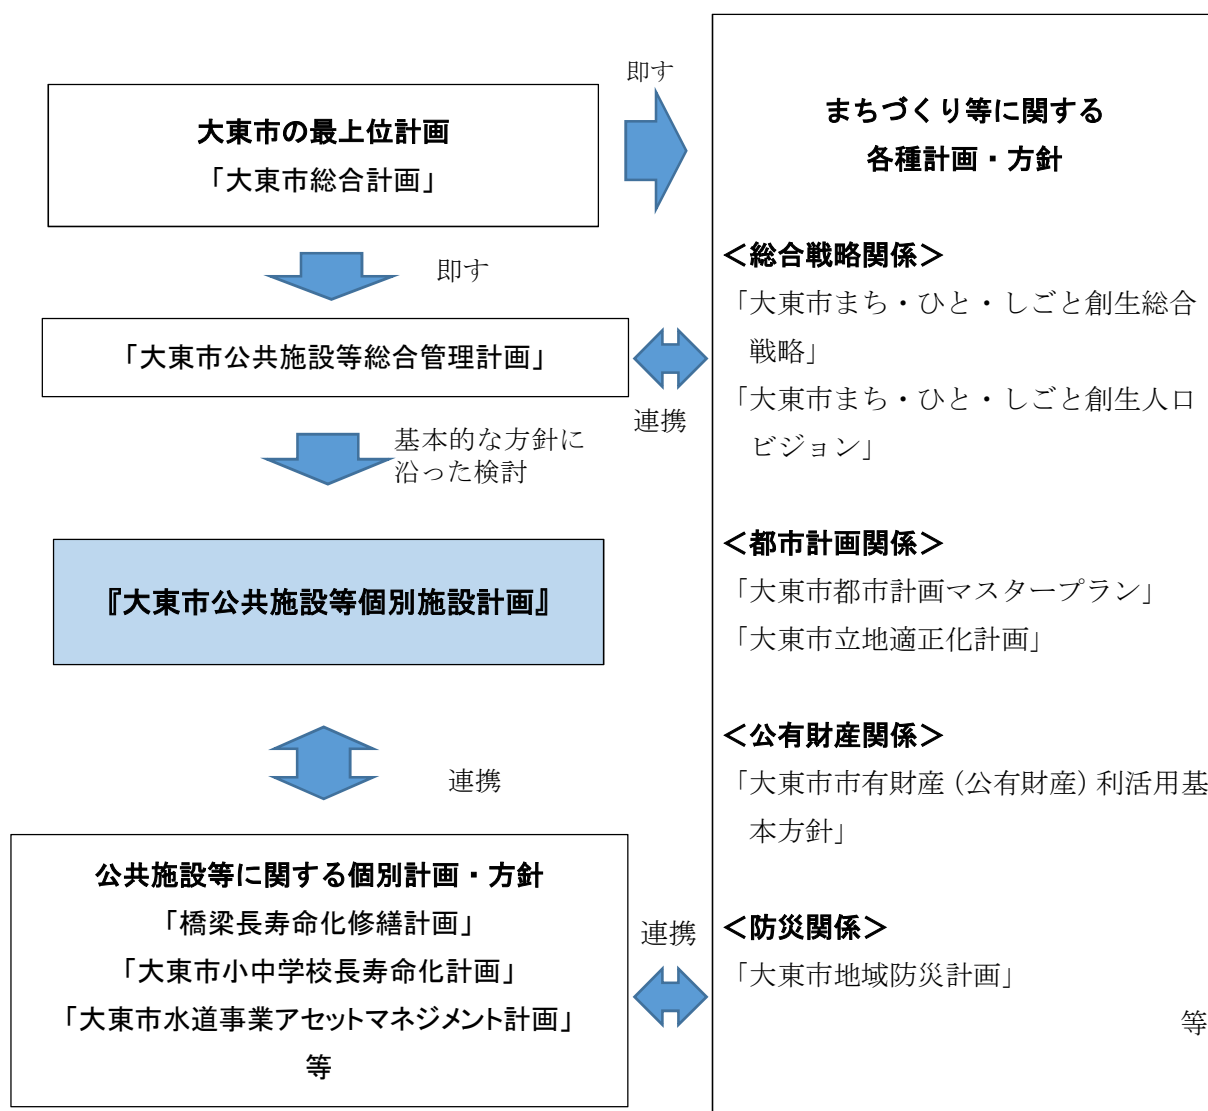 大東市の最上位計画
「大東市総合計画」
即す
即す
「大東市公共施設等総合管理計画」
連携
基本的な方針に
沿った検討
『大東市公共施設等個別施設計画』
連携
公共施設等に関する個別計画・方針
「橋梁長寿命化修繕計画」
「大東市小中学校長寿命化計画」
「大東市水道事業アセットマネジメント計画」
等
連携
まちづくり等に関する
各種計画・方針
＜総合戦略関係＞
「大東市まち・ひと・しごと創生総合
戦略」
「大東市まち・ひと・しごと創生人口
ビジョン」
＜都市計画関係＞
「大東市都市計画マスタープラン」
「大東市立地適正化計画」
＜公有財産関係＞
「大東市市有財産（公有財産）利活用基
本方針」
＜防災関係＞
「大東市地域防災計画」
等